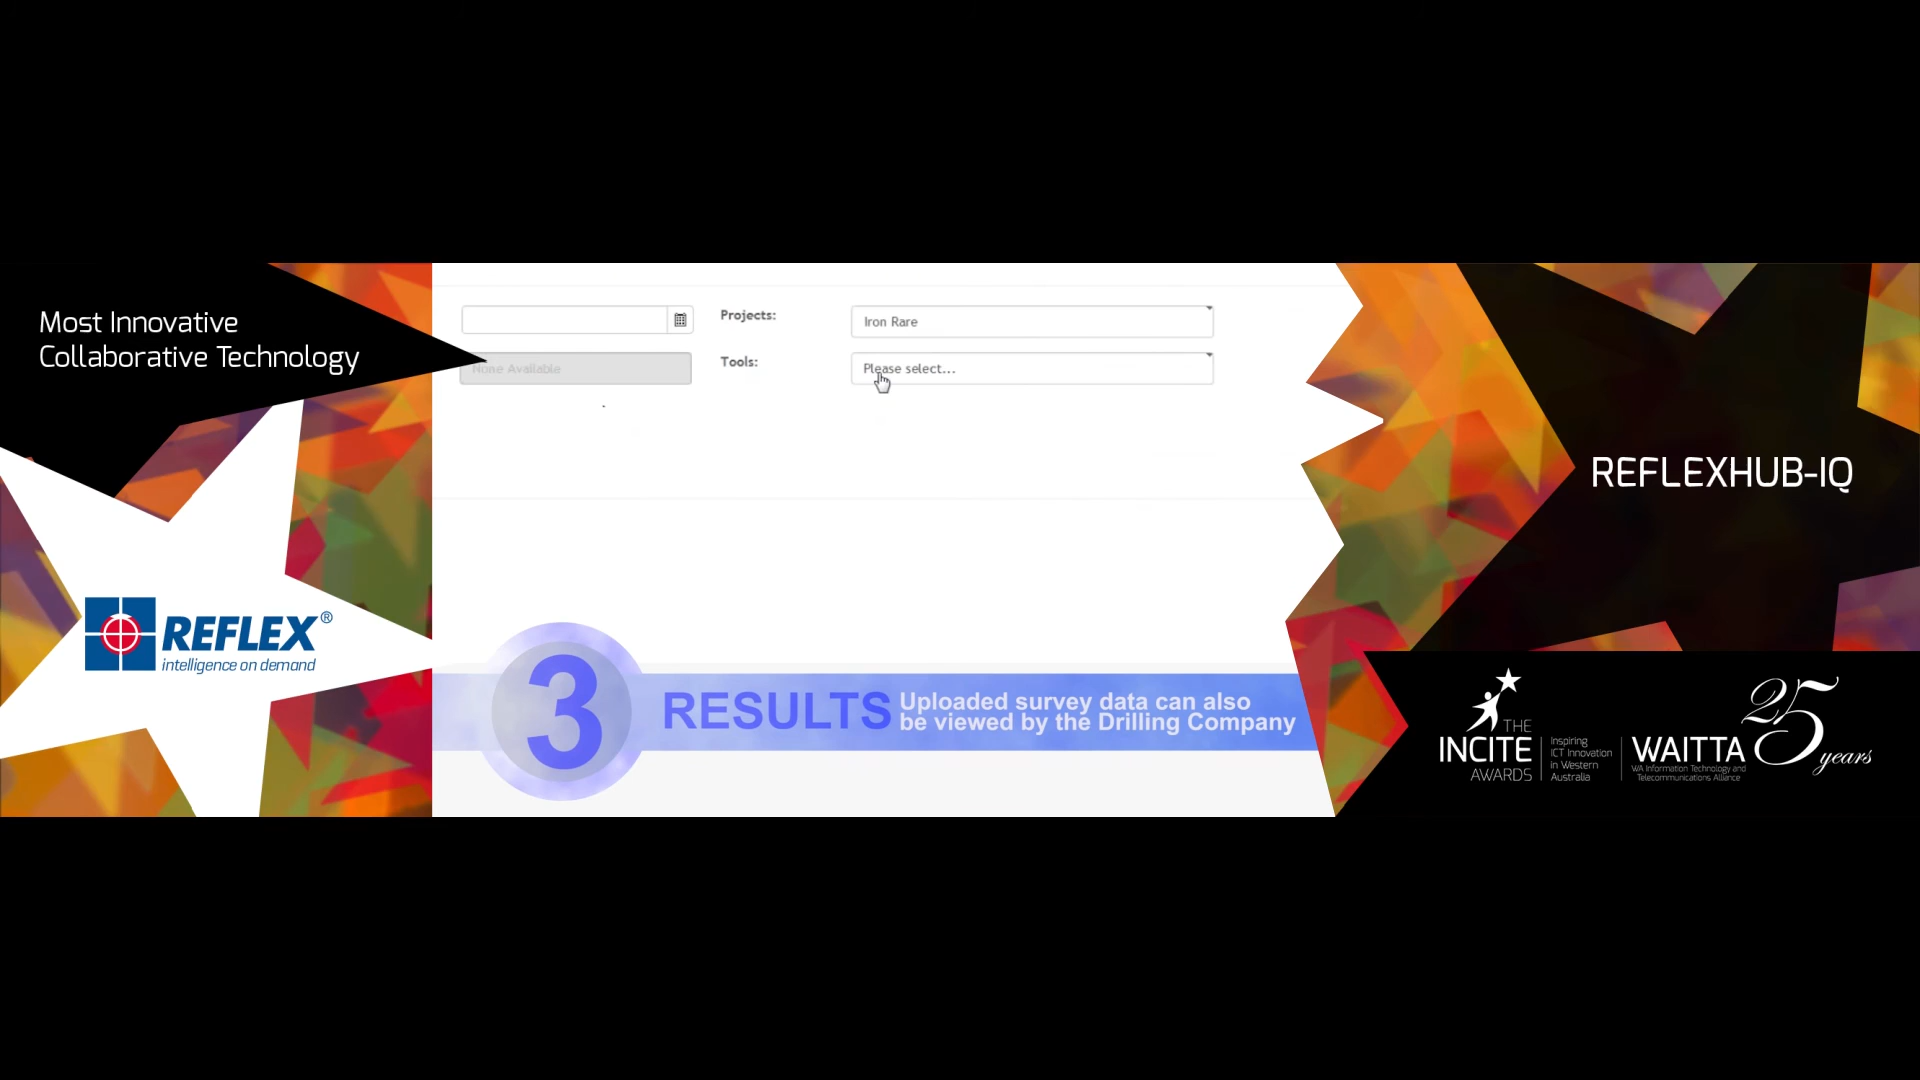 Most Innovative
Collaborative Technology
REFLEX®
intelligence on demand
Projects:
Iron Rare
None Available
Tools:
Please select...
3
RESULTS
Uploaded survey data can also
be viewed by the Drilling Company
REFLEXHUB-IQ
THE
INCITE
AWARDS
Inspiring
ICT Innovation
in Western
Australia
WAITTA
WA Information Technology and
Telecommunications Alliance
25
years